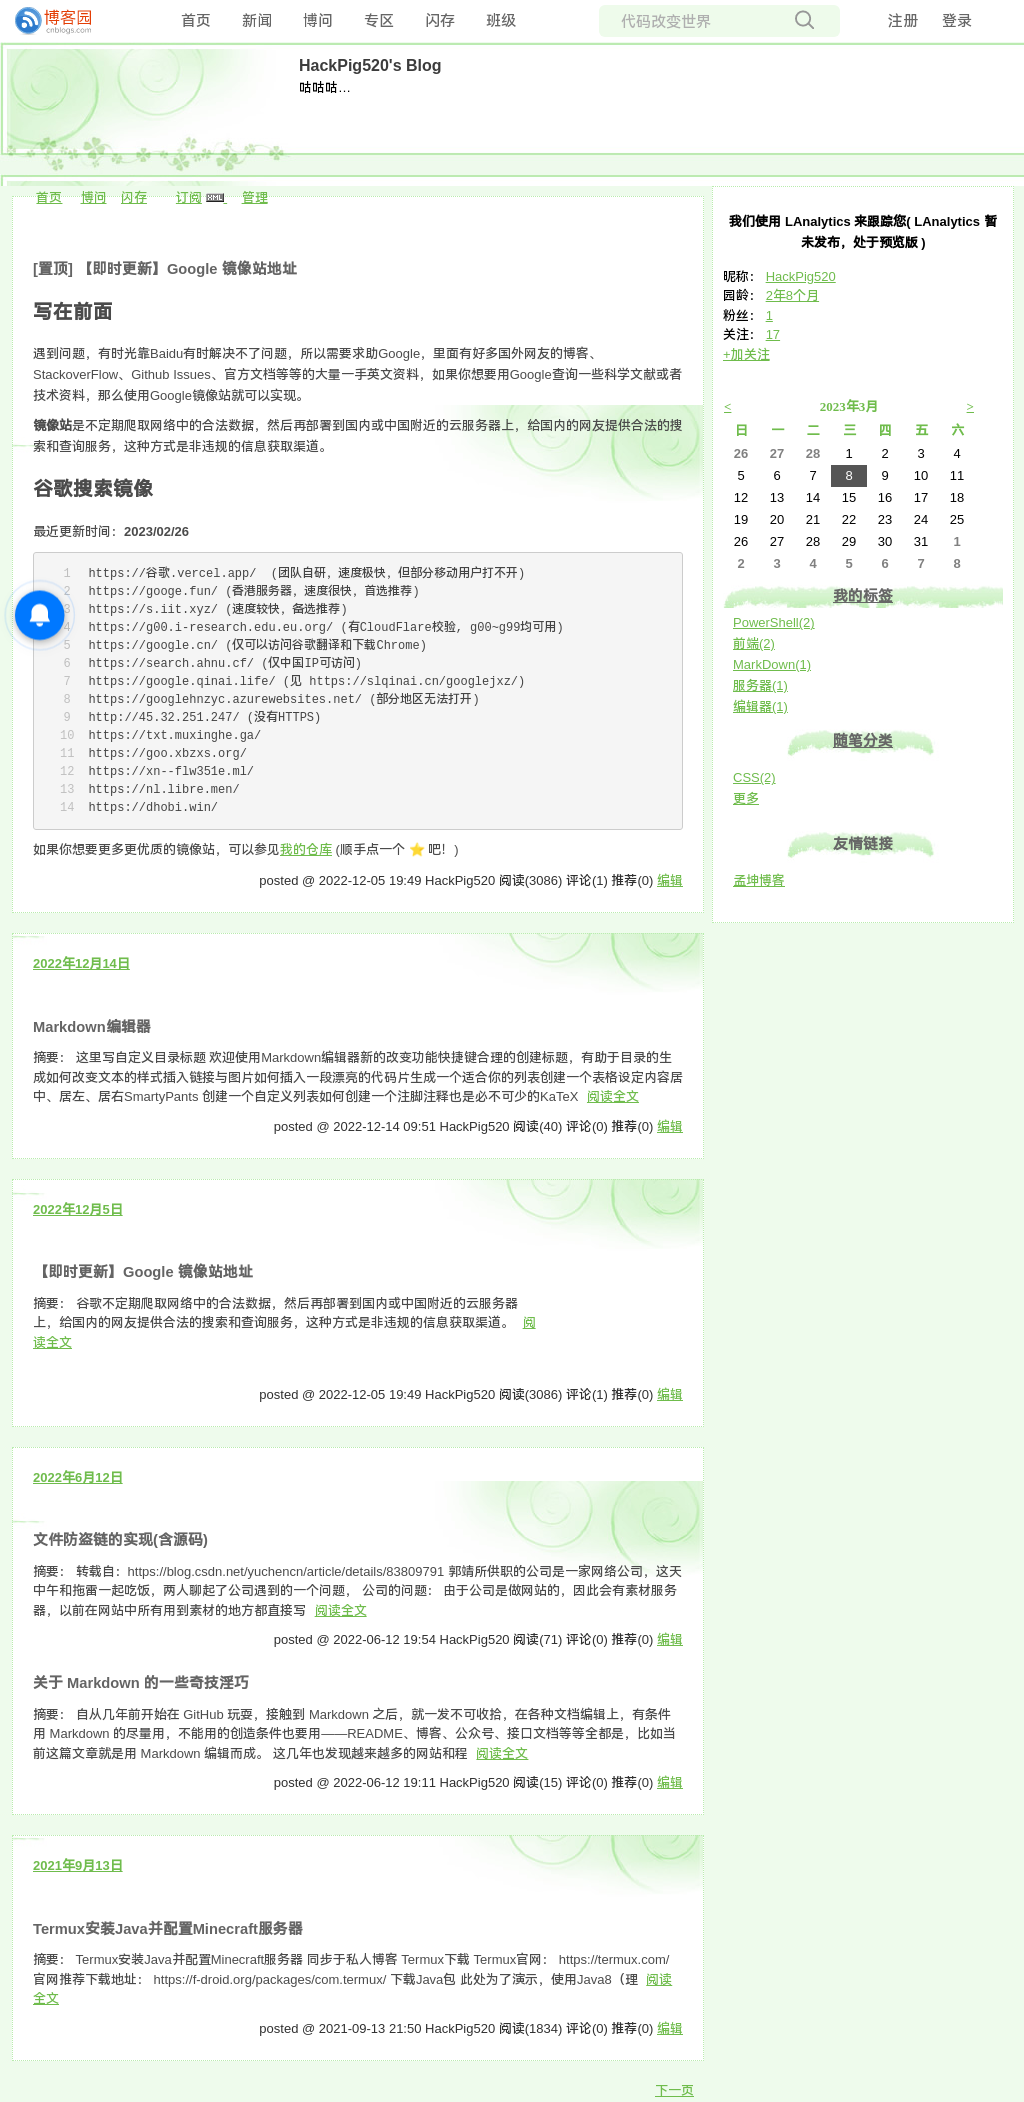 博客园
cnblogs.com
首页 新闻 博问 专区 闪存 班级 代码改变世界 注册 登录
HackPig520's Blog
咕咕咕…
首页 博问 闪存 订阅 XML 管理
[置顶] 【即时更新】Google 镜像站地址
写在前面
遇到问题，有时光靠Baidu有时解决不了问题，所以需要求助Google，里面有好多国外网友的博客、
StackoverFlow、Github Issues、官方文档等等的大量一手英文资料，如果你想要用Google查询一些科学文献或者
技术资料，那么使用Google镜像站就可以实现。
镜像站是不定期爬取网络中的合法数据，然后再部署到国内或中国附近的云服务器上，给国内的网友提供合法的搜
索和查询服务，这种方式是非违规的信息获取渠道。
谷歌搜索镜像
最近更新时间：2023/02/26
1 https://谷歌.vercel.app/ (团队自研，速度极快，但部分移动用户打不开)
2 https://googe.fun/ (香港服务器，速度很快，首选推荐)
3 https://s.iit.xyz/ (速度较快，备选推荐)
4 https://g00.i-research.edu.eu.org/ (有CloudFlare校验, g00~g99均可用)
5 https://google.cn/ (仅可以访问谷歌翻译和下载Chrome)
6 https://search.ahnu.cf/ (仅中国IP可访问)
7 https://google.qinai.life/ (见 https://slqinai.cn/googlejxz/)
8 https://googlehnzyc.azurewebsites.net/ (部分地区无法打开)
9 http://45.32.251.247/ (没有HTTPS)
10 https://txt.muxinghe.ga/
11 https://goo.xbzxs.org/
12 https://xn--flw351e.ml/
13 https://nl.libre.men/
14 https://dhobi.win/
如果你想要更多更优质的镜像站，可以参见我的仓库 (顺手点一个 ⭐ 吧！)
posted @ 2022-12-05 19:49 HackPig520 阅读(3086) 评论(1) 推荐(0) 编辑
2022年12月14日
Markdown编辑器
摘要： 这里写自定义目录标题 欢迎使用Markdown编辑器新的改变功能快捷键合理的创建标题，有助于目录的生
成如何改变文本的样式插入链接与图片如何插入一段漂亮的代码片生成一个适合你的列表创建一个表格设定内容居
中、居左、居右SmartyPants 创建一个自定义列表如何创建一个注脚注释也是必不可少的KaTeX 阅读全文
posted @ 2022-12-14 09:51 HackPig520 阅读(40) 评论(0) 推荐(0) 编辑
2022年12月5日
【即时更新】Google 镜像站地址
摘要： 谷歌不定期爬取网络中的合法数据，然后再部署到国内或中国附近的云服务器
上，给国内的网友提供合法的搜索和查询服务，这种方式是非违规的信息获取渠道。 阅
读全文
posted @ 2022-12-05 19:49 HackPig520 阅读(3086) 评论(1) 推荐(0) 编辑
2022年6月12日
文件防盗链的实现(含源码)
摘要： 转载自：https://blog.csdn.net/yuchencn/article/details/83809791 郭靖所供职的公司是一家网络公司，这天
中午和拖雷一起吃饭，两人聊起了公司遇到的一个问题， 公司的问题： 由于公司是做网站的，因此会有素材服务
器，以前在网站中所有用到素材的地方都直接写 阅读全文
posted @ 2022-06-12 19:54 HackPig520 阅读(71) 评论(0) 推荐(0) 编辑
关于 Markdown 的一些奇技淫巧
摘要： 自从几年前开始在 GitHub 玩耍，接触到 Markdown 之后，就一发不可收拾，在各种文档编辑上，有条件
用 Markdown 的尽量用，不能用的创造条件也要用——README、博客、公众号、接口文档等等全都是，比如当
前这篇文章就是用 Markdown 编辑而成。 这几年也发现越来越多的网站和程 阅读全文
posted @ 2022-06-12 19:11 HackPig520 阅读(15) 评论(0) 推荐(0) 编辑
2021年9月13日
Termux安装Java并配置Minecraft服务器
摘要： Termux安装Java并配置Minecraft服务器 同步于私人博客 Termux下载 Termux官网： https://termux.com/
官网推荐下载地址： https://f-droid.org/packages/com.termux/ 下载Java包 此处为了演示，使用Java8（理 阅读
全文
posted @ 2021-09-13 21:50 HackPig520 阅读(1834) 评论(0) 推荐(0) 编辑
下一页
我们使用 LAnalytics 来跟踪您( LAnalytics 暂
未发布，处于预览版 )
昵称： HackPig520
园龄： 2年8个月
粉丝： 1
关注： 17
+加关注
< 2023年3月 >
日 一 二 三 四 五 六
26 27 28 1 2 3 4
5 6 7 8 9 10 11
12 13 14 15 16 17 18
19 20 21 22 23 24 25
26 27 28 29 30 31 1
2 3 4 5 6 7 8
我的标签
PowerShell(2)
前端(2)
MarkDown(1)
服务器(1)
编辑器(1)
随笔分类
CSS(2)
更多
友情链接
孟坤博客